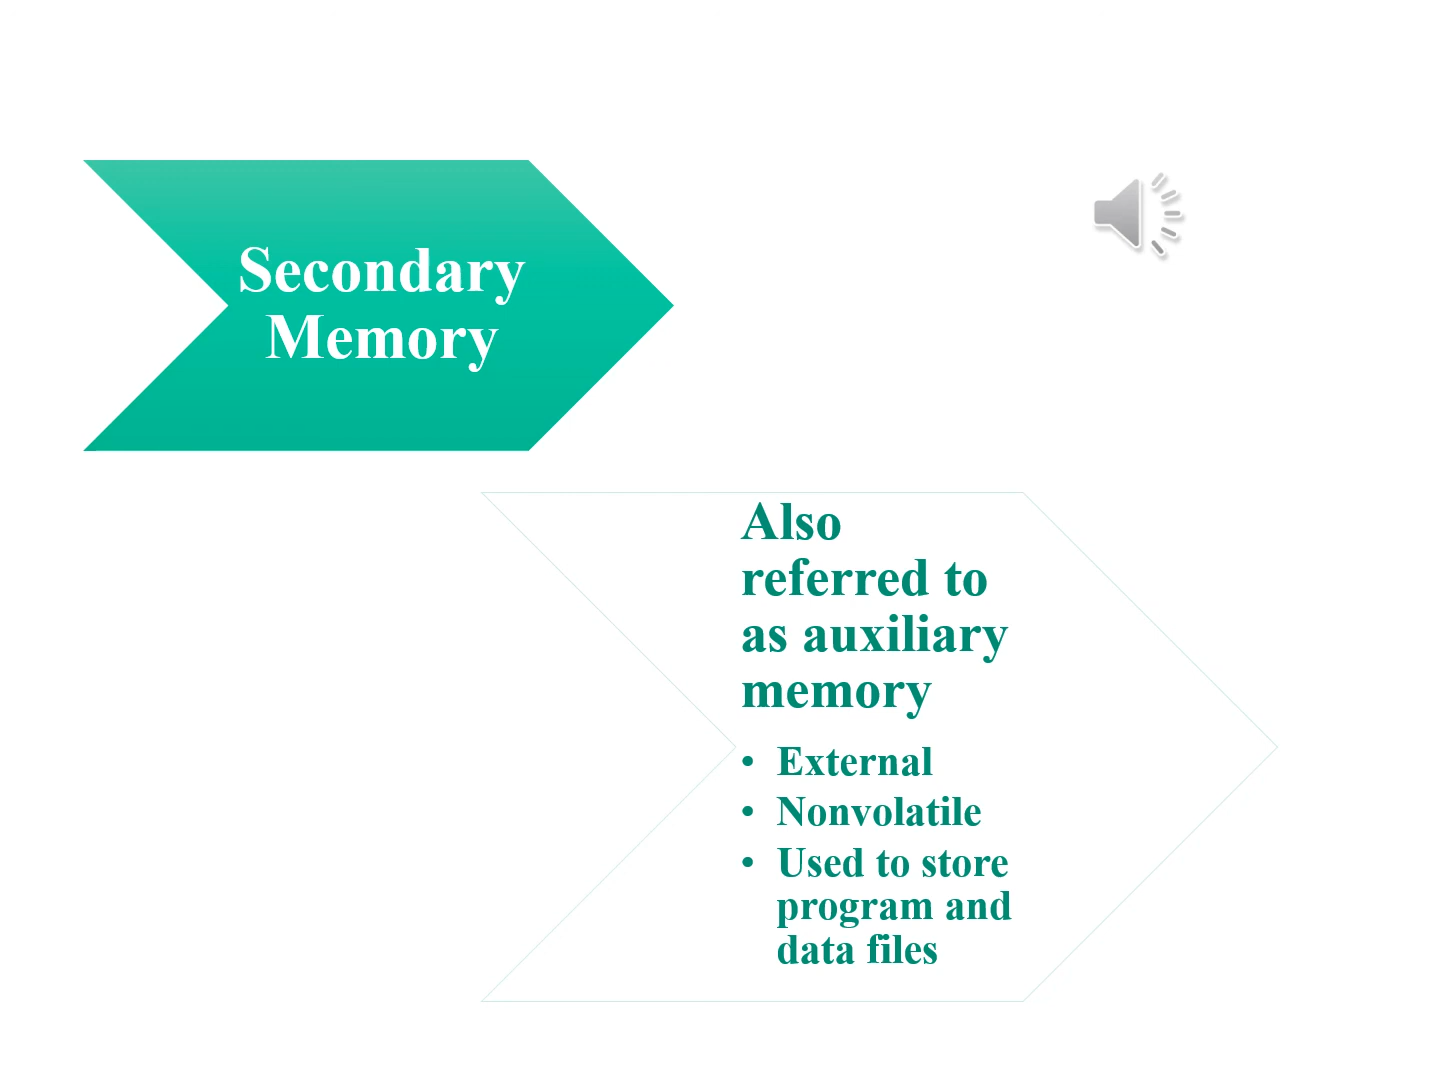 Secondary
Memory
Also
referred to
as auxiliary
memory
• External
• Nonvolatile
• Used to store
program and
data files